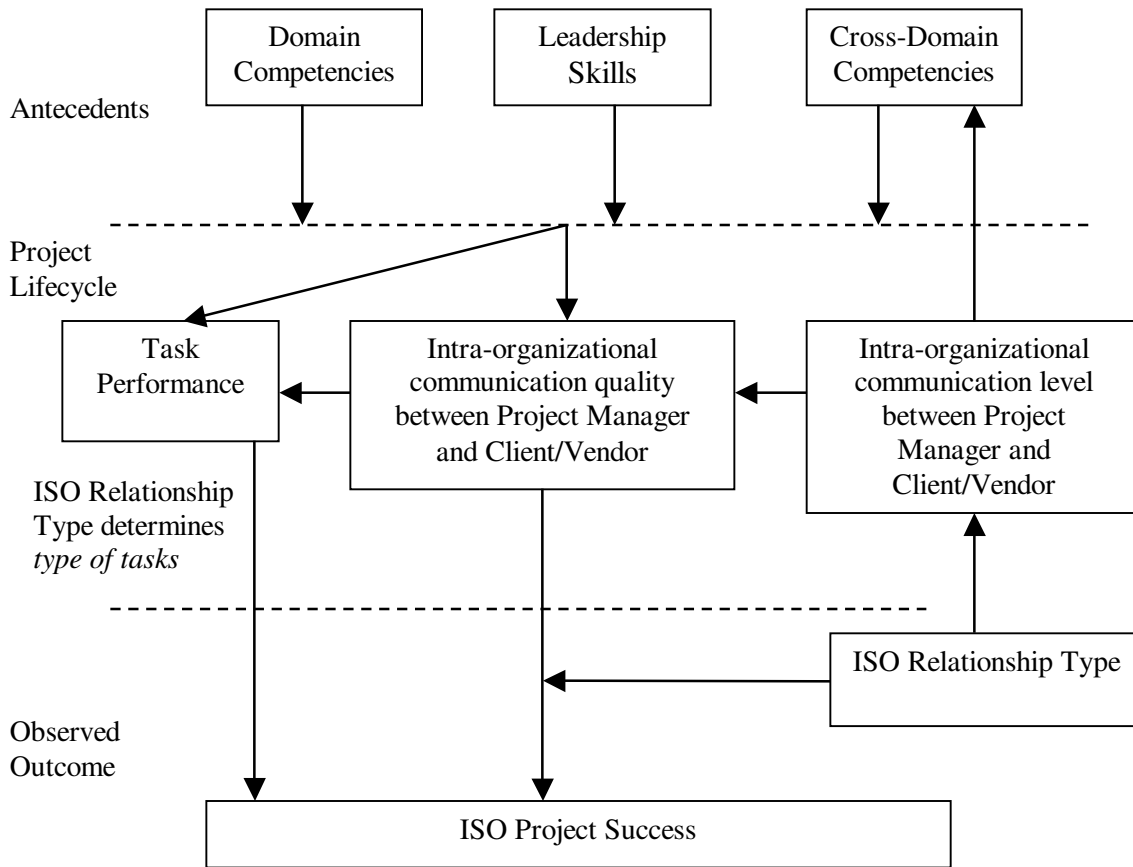 Domain
Competencies
Leadership
Skills
Cross-Domain
Competencies
Antecedents
Project
Lifecycle
Task
Performance
Intra-organizational
communication quality
between Project Manager
and Client/Vendor
Intra-organizational
communication level
between Project
Manager and
Client/Vendor
ISO Relationship
Type determines
type of tasks
ISO Relationship Type
Observed
Outcome
ISO Project Success